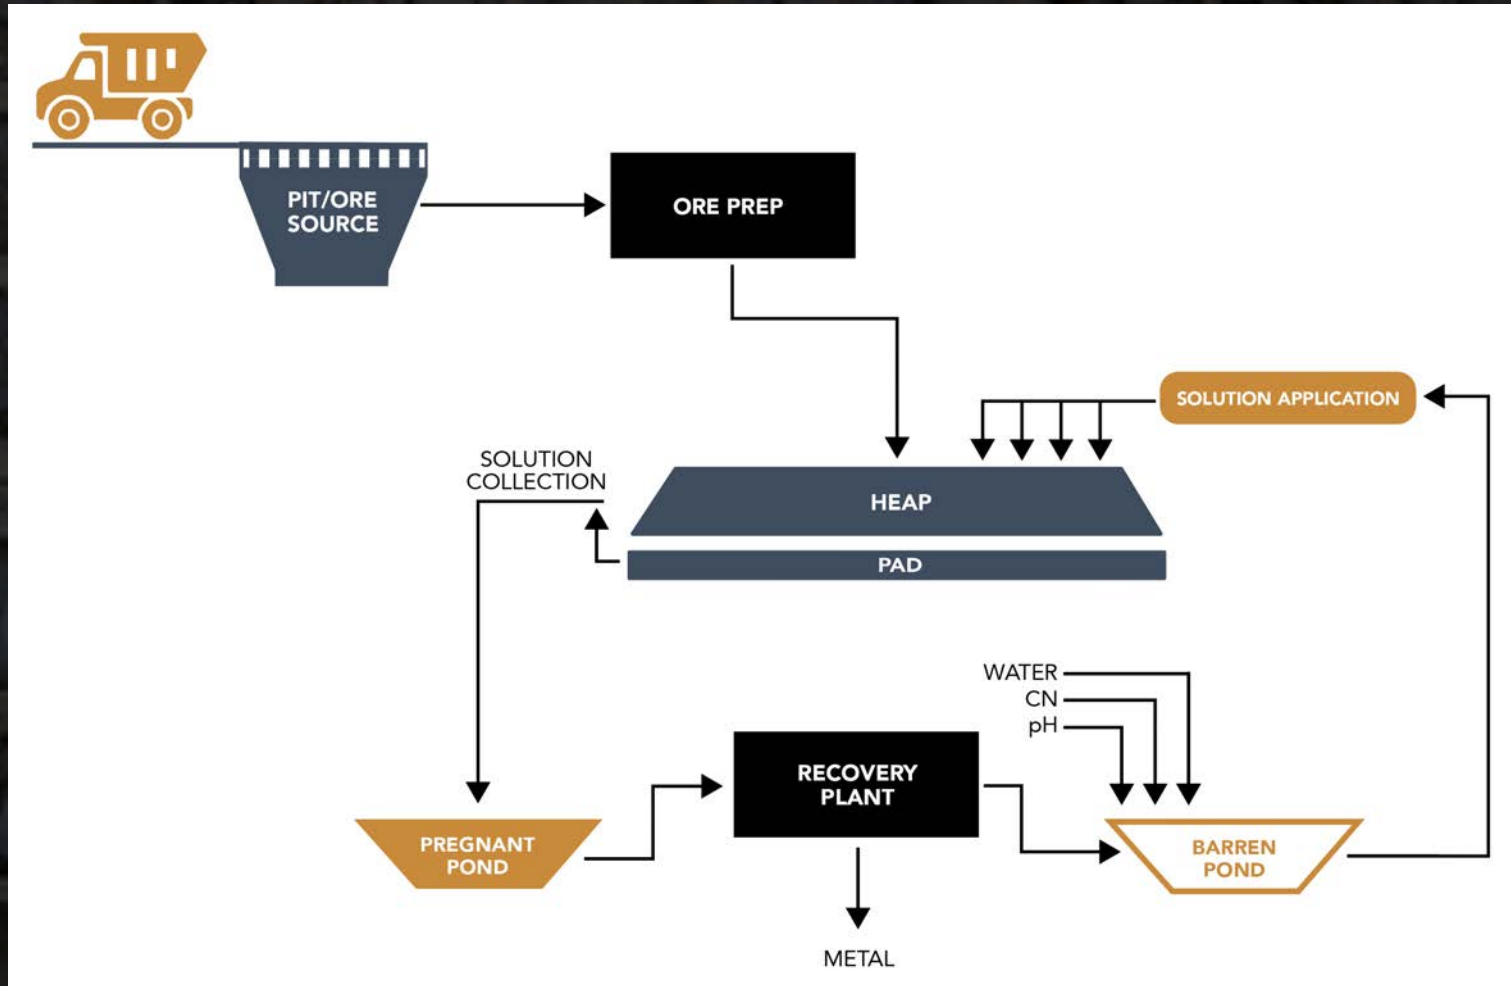 PIT/ORE
SOURCE
ORE PREP
SOLUTION APPLICATION
SOLUTION
COLLECTION
HEAP
PAD
WATER
CN
pH
RECOVERY
PLANT
PREGNANT
POND
BARREN
POND
METAL